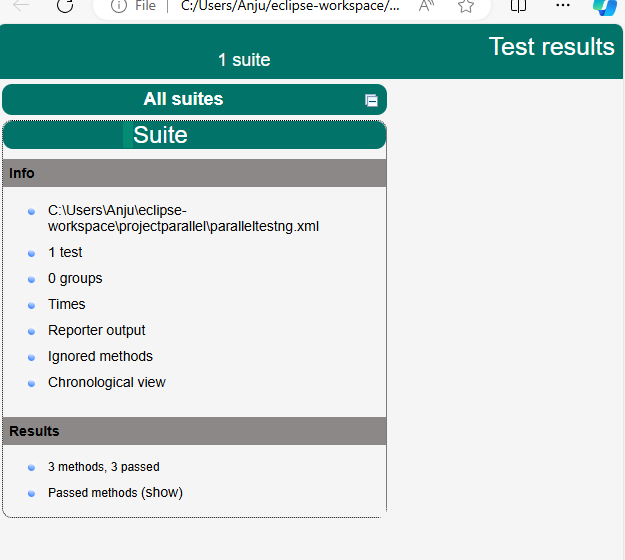 File | C:/Users/Anju/eclipse-workspace/...
Test results
1 suite
All suites
Suite
Info
C:\Users\Anju\eclipse-
workspace\projectparallel\paralleltestng.xml
1 test
0 groups
Times
Reporter output
Ignored methods
Chronological view
Results
3 methods, 3 passed
Passed methods (show)